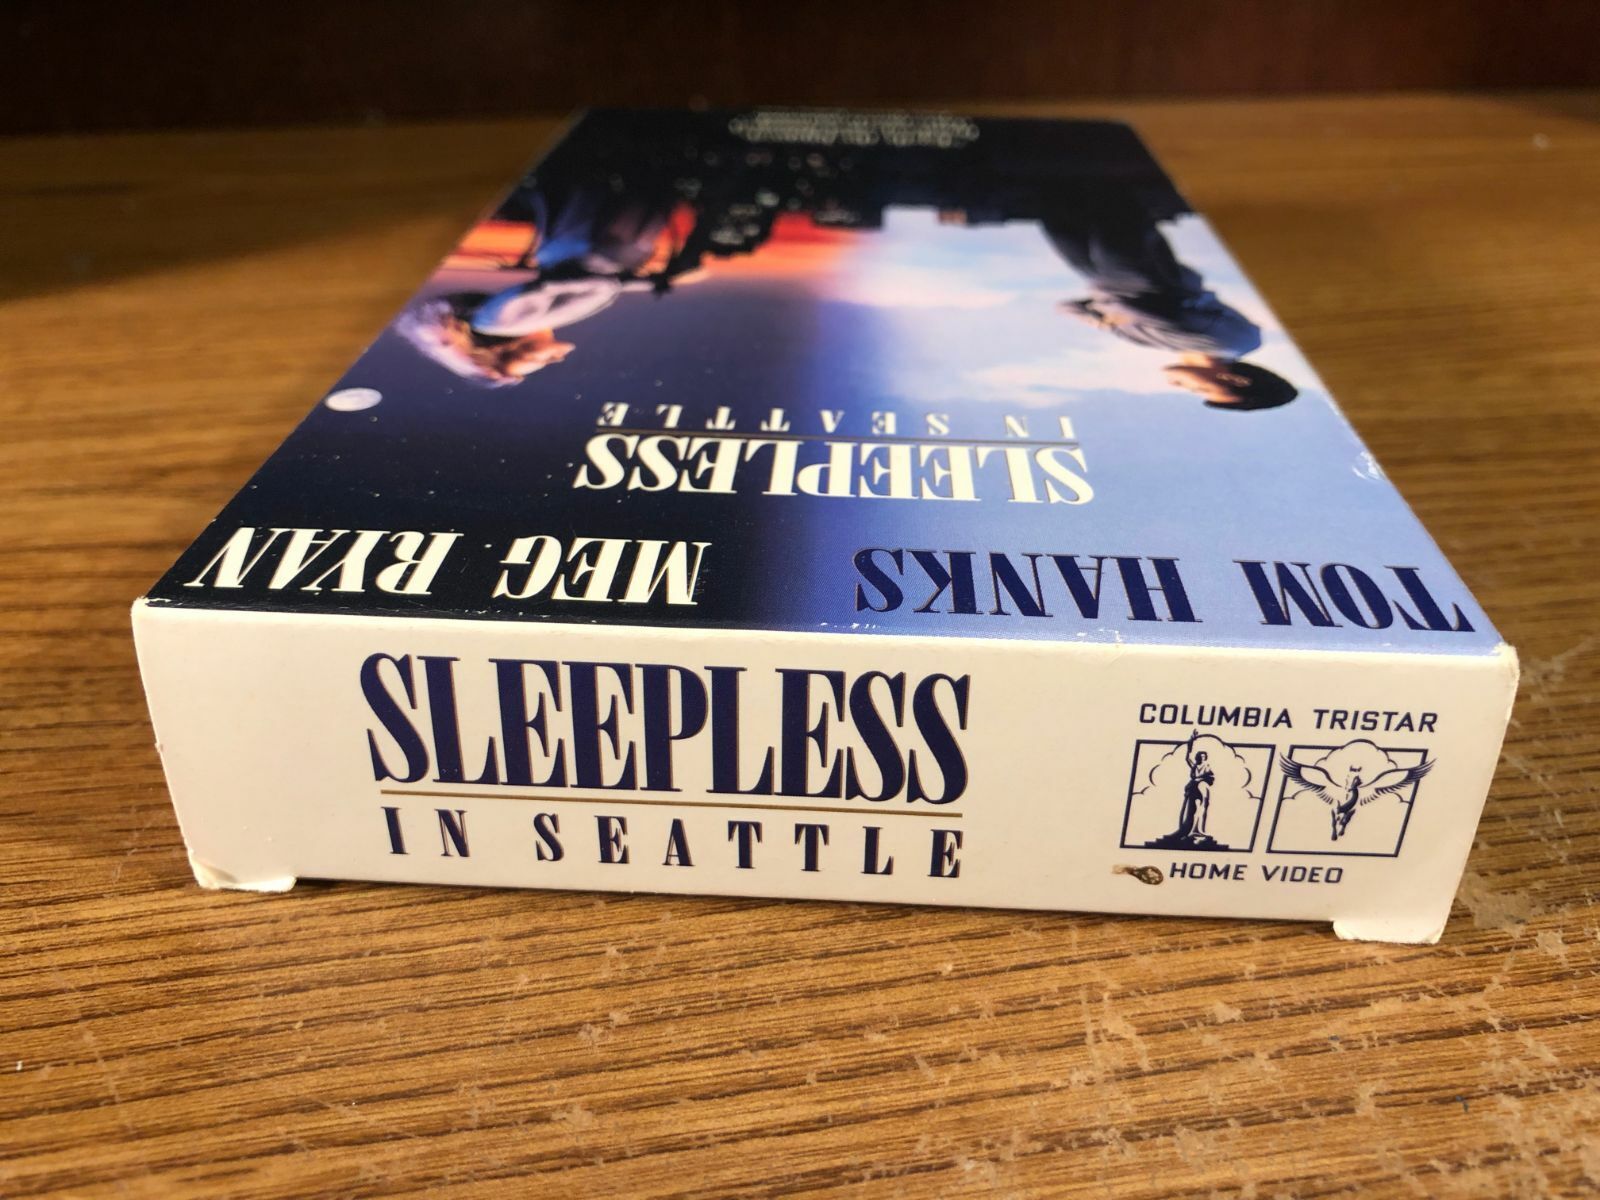 SLEEPLESS
IN SEATTLE
COLUMBIA TRISTAR
HOME VIDEO
TOM HANKS MEG RYAN
SLEEPLESS
IN SEATTLE